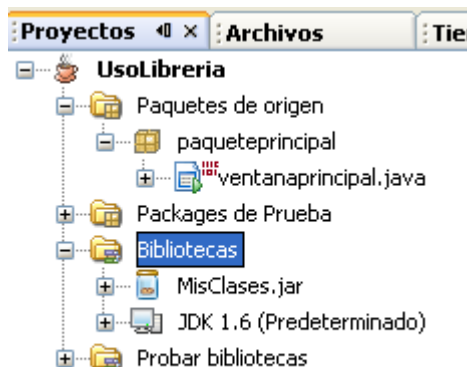 Proyectos Archivos Tie
UsoLibreria
Paquetes de origen
paqueteprincipal
ventanaprincipal.java
Packages de Prueba
Bibliotecas
MisClases.jar
JDK 1.6 (Predeterminado)
Probar bibliotecas